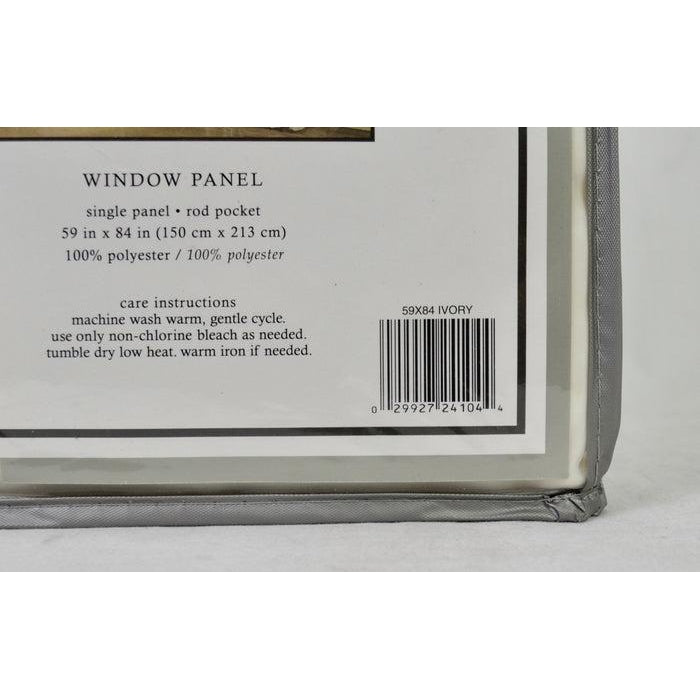 WINDOW PANEL
single panel • rod pocket
59 in x 84 in (150 cm x 213 cm)
100% polyester / 100% polyester
care instructions
machine wash warm, gentle cycle.
use only non-chlorine bleach as needed.
tumble dry low heat. warm iron if needed.
59X84 IVORY
0 29927 24104 4